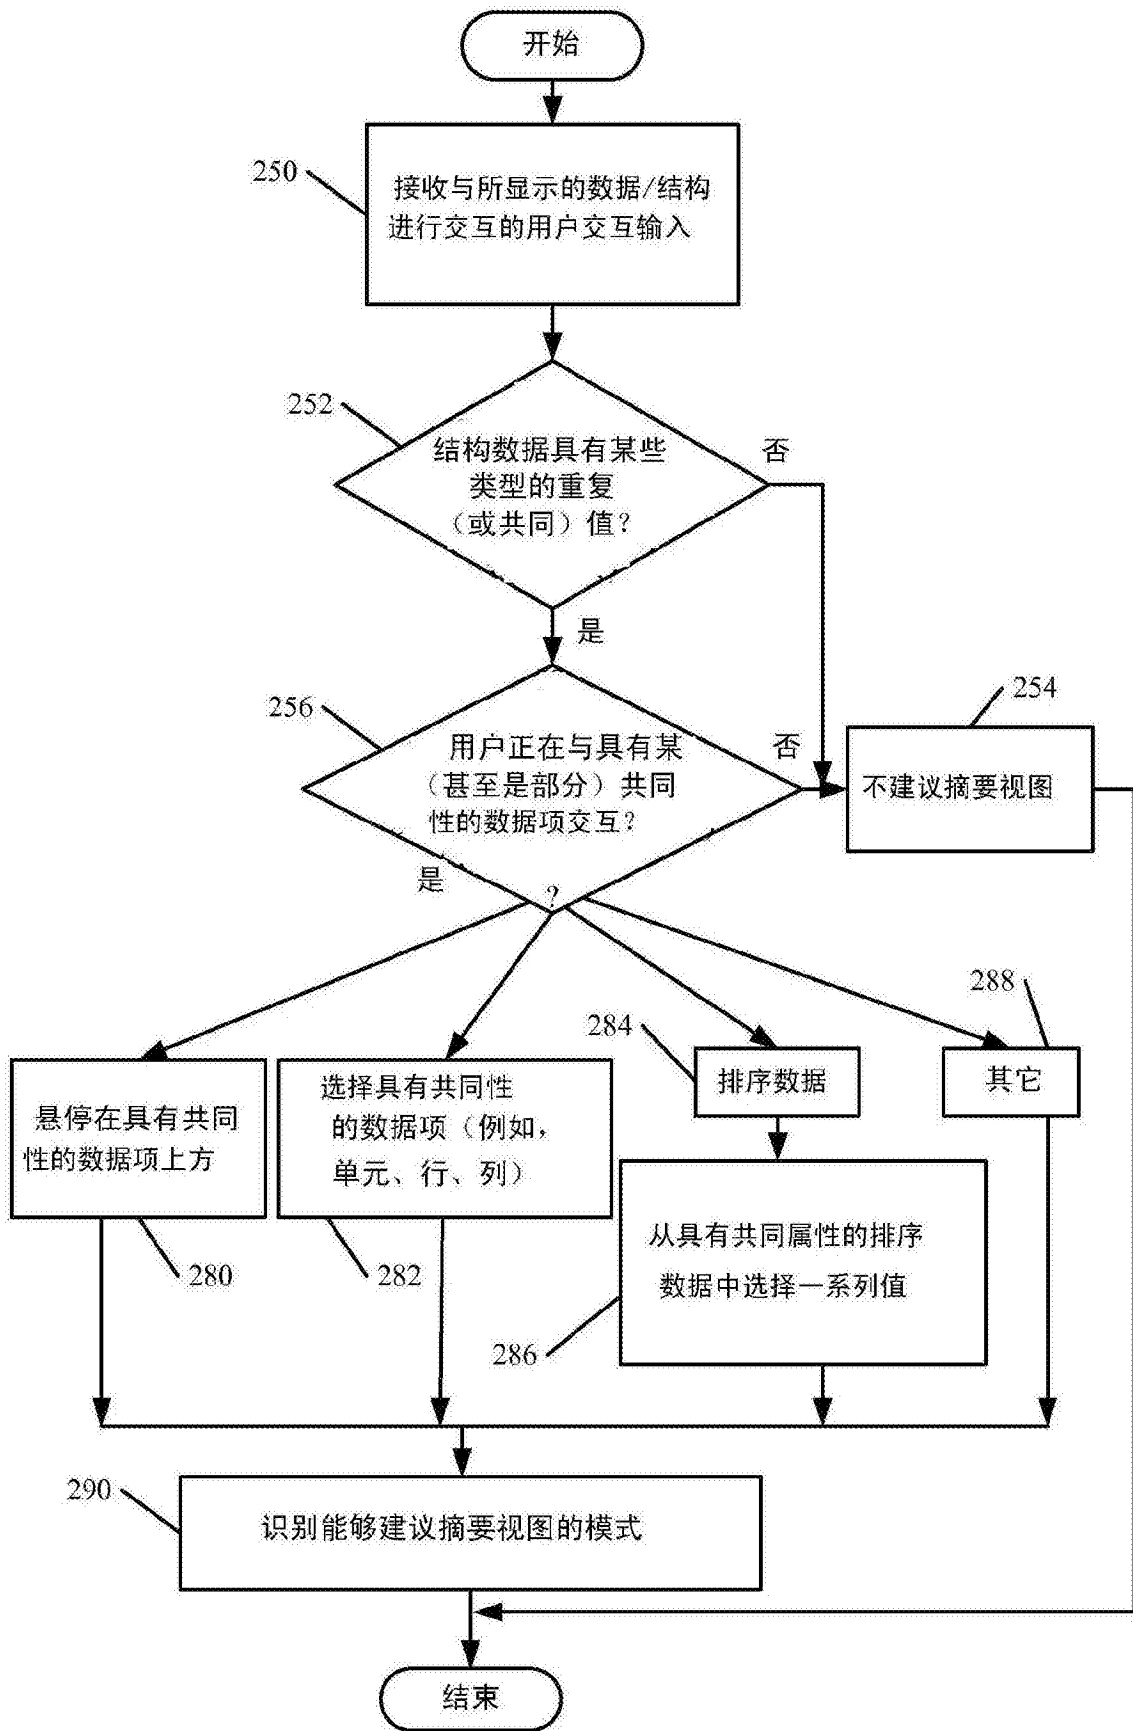 开始
250
接收与所显示的数据/结构
进行交互的用户交互输入
252
结构数据具有某些
类型的重复
（或共同）值？
否
是
254
256
用户正在与具有某
（甚至是部分）共同
性的数据项交互？
否
不建议摘要视图
是
?
288
284
悬停在具有共同
性的数据项上方
选择具有共同性
的数据项（例如，
单元、行、列）
排序数据
其它
从具有共同属性的排序
数据中选择一系列值
280
282
286
290
识别能够建议摘要视图的模式
结束